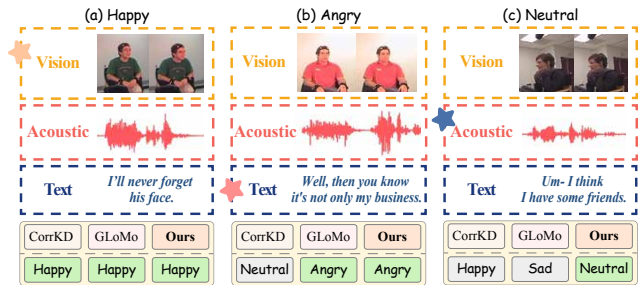 (a) Happy
Vision
Acoustic
Text
I'll never forget
his face.
CorrKD GLoMo Ours
Happy Happy Happy
(b) Angry
Vision
Acoustic
Text
Well, then you know
it's not only my business.
CorrKD GLoMo Ours
Neutral Angry Angry
(c) Neutral
Vision
Acoustic
Text
Um- I think
I have some friends.
CorrKD GLoMo Ours
Happy Sad Neutral